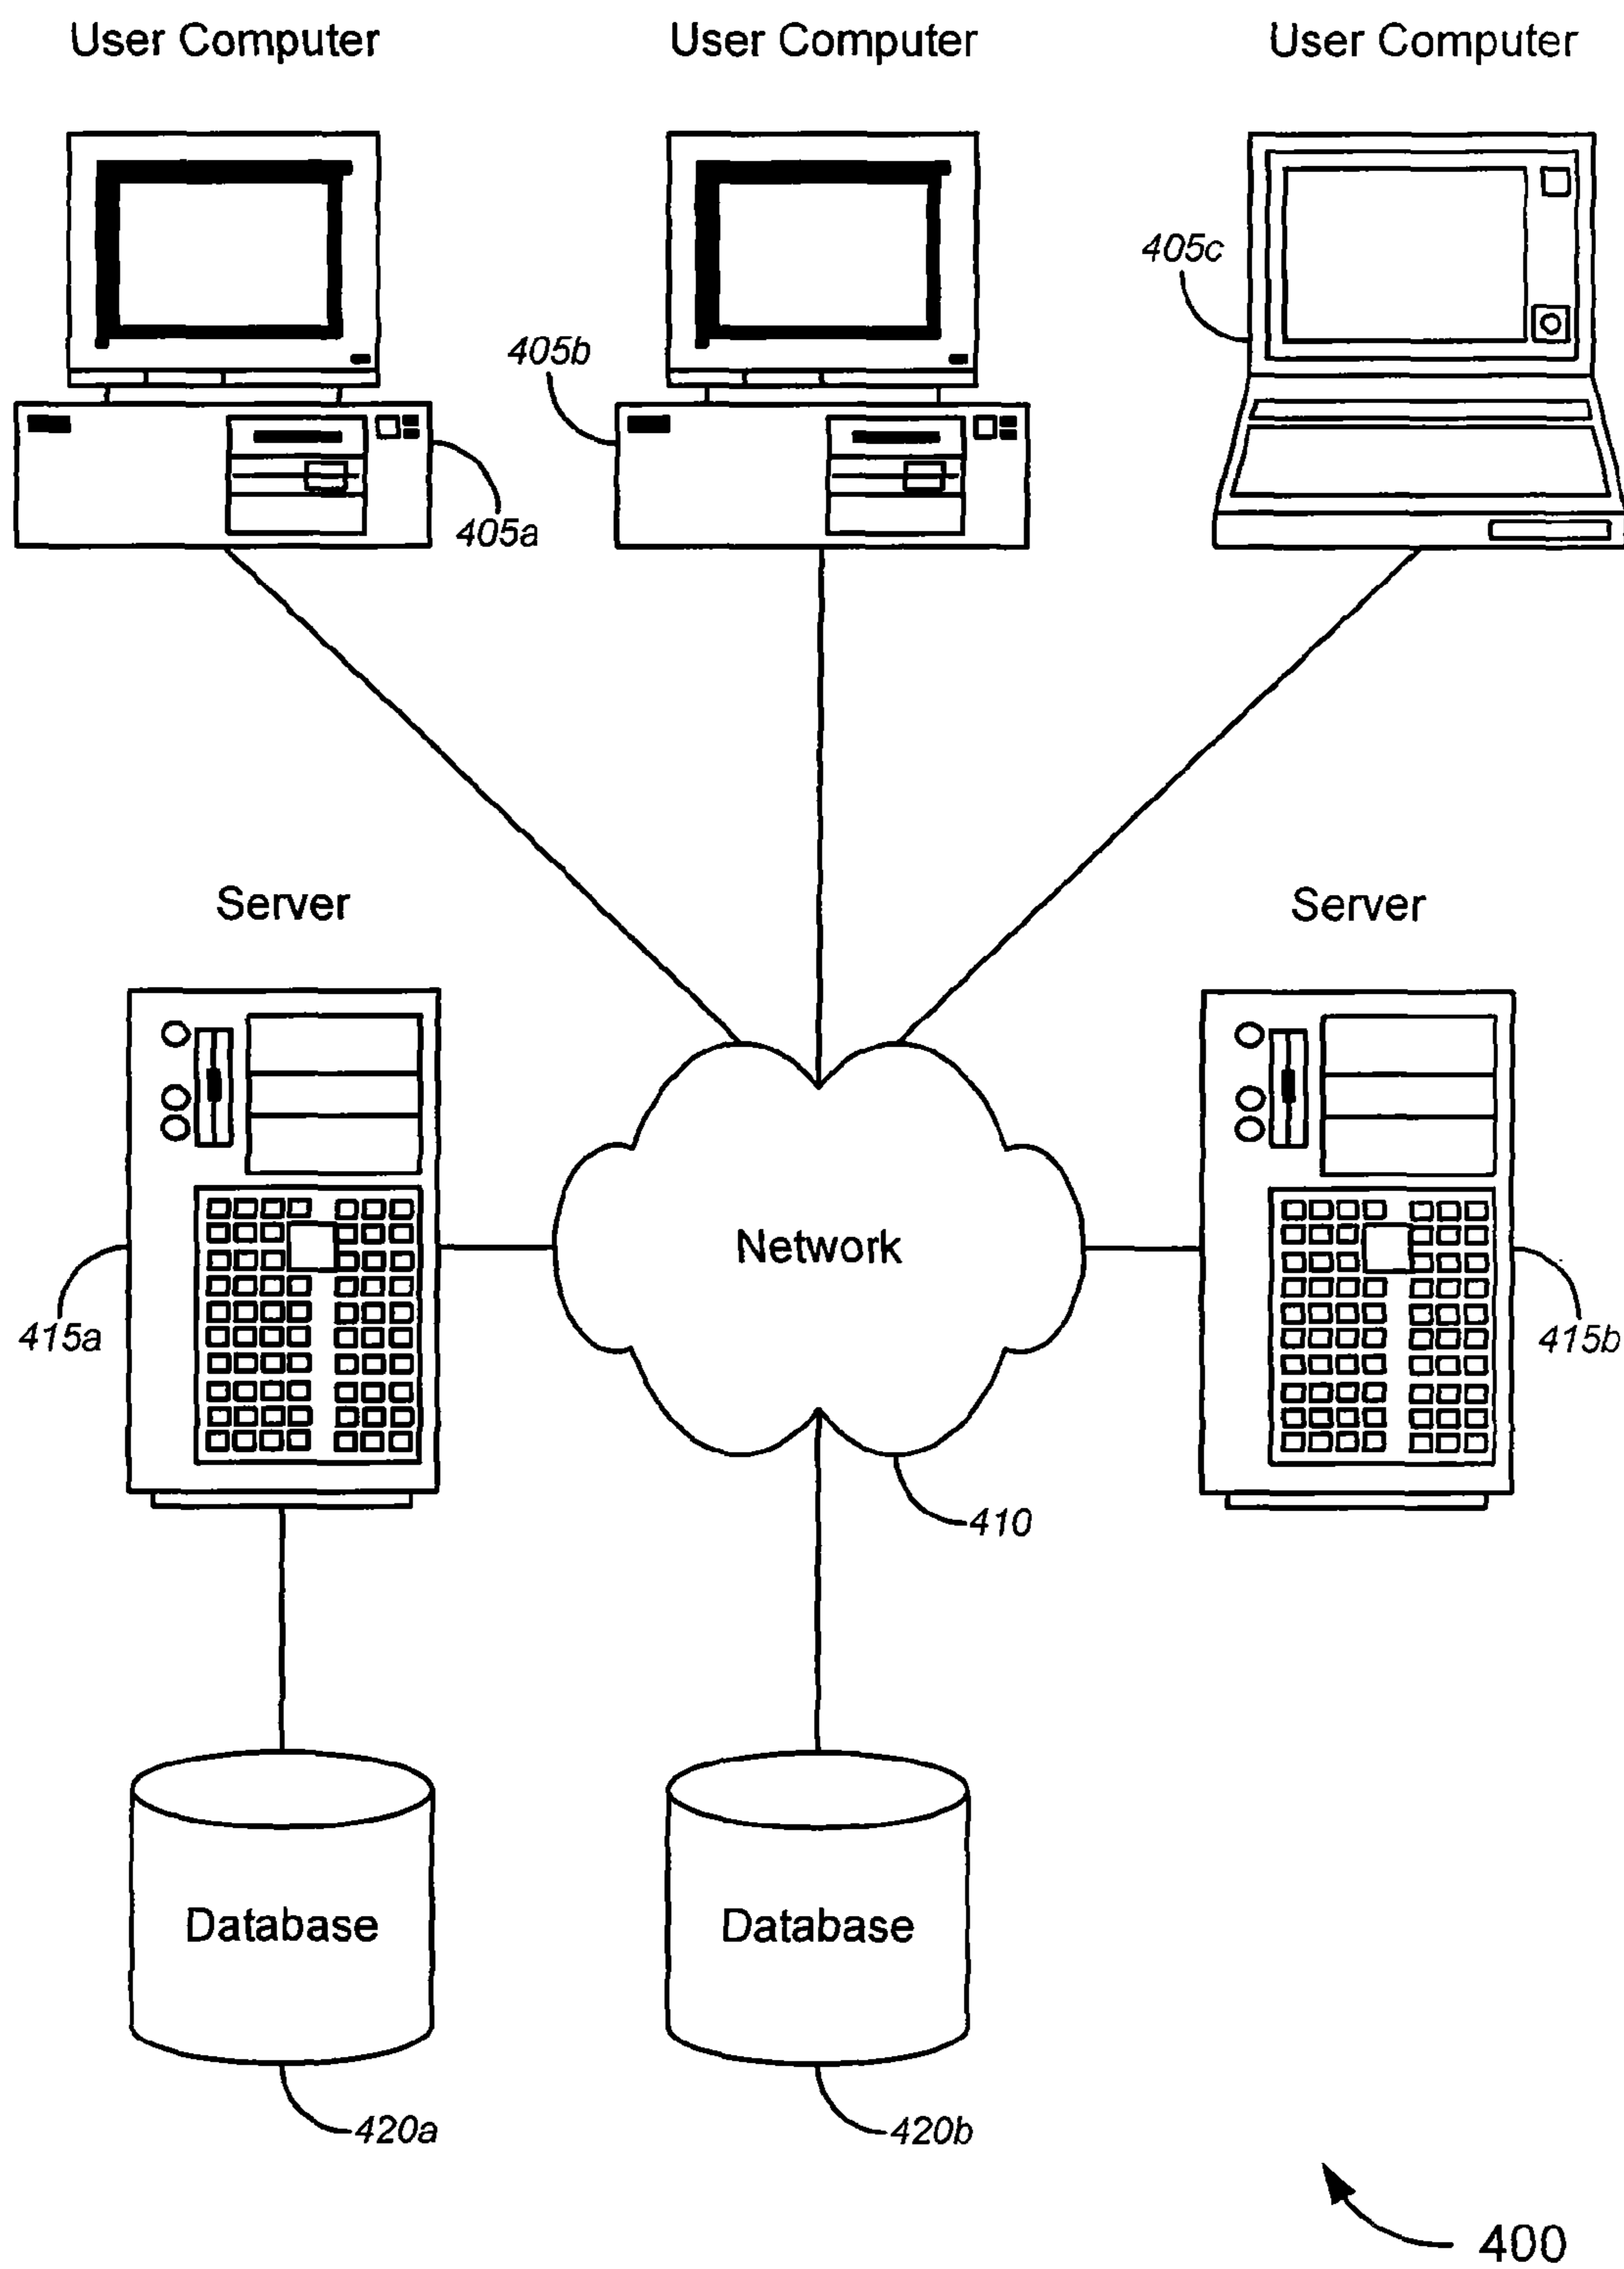 User Computer
User Computer
User Computer
405c
405b
405a
Server
Server
Network
415a
415b
410
Database
Database
420a
420b
400